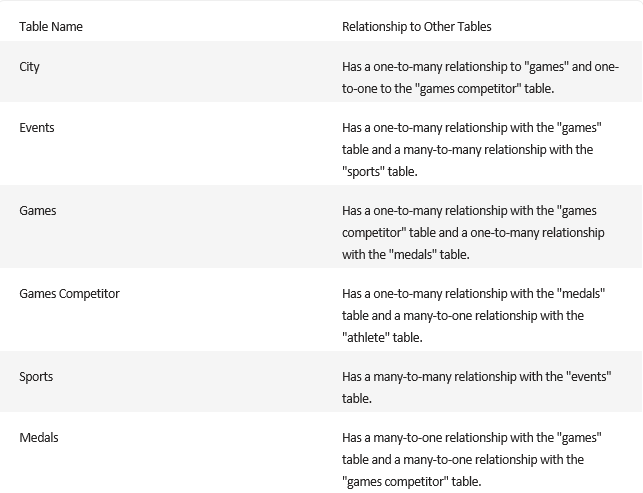 Table Name
Relationship to Other Tables
City
Has a one-to-many relationship to "games" and one-
to-one to the "games competitor" table.
Events
Has a one-to-many relationship with the "games"
table and a many-to-many relationship with the
"sports" table.
Games
Has a one-to-many relationship with the "games
competitor" table and a one-to-many relationship
with the "medals" table.
Games Competitor
Has a one-to-many relationship with the "medals"
table and a many-to-one relationship with the
"athlete" table.
Sports
Has a many-to-many relationship with the "events"
table.
Medals
Has a many-to-one relationship with the "games"
table and a many-to-one relationship with the
"games competitor" table.